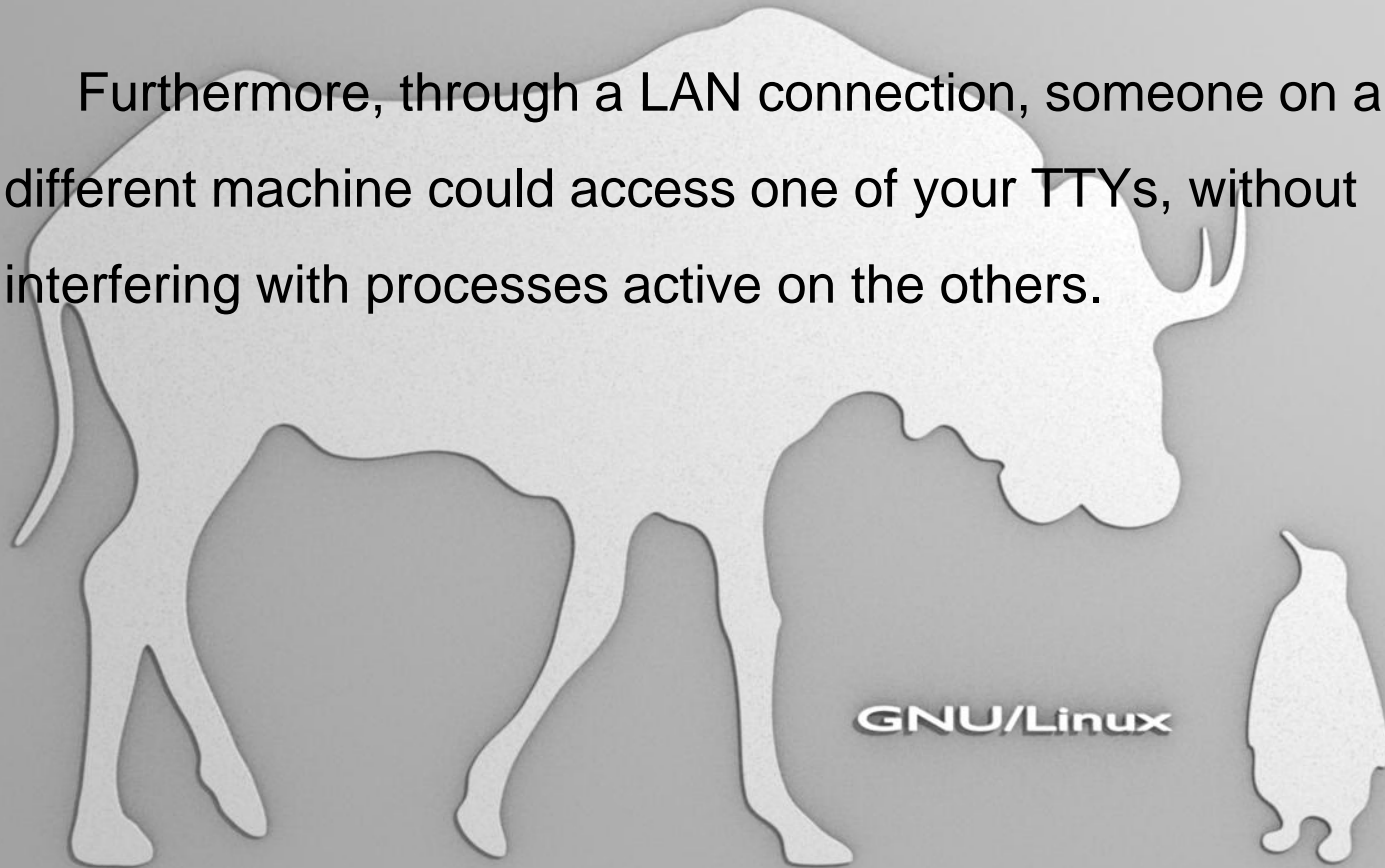 Furthermore, through a LAN connection, someone on a
different machine could access one of your TTYs, without
interfering with processes active on the others.
GNU/Linux